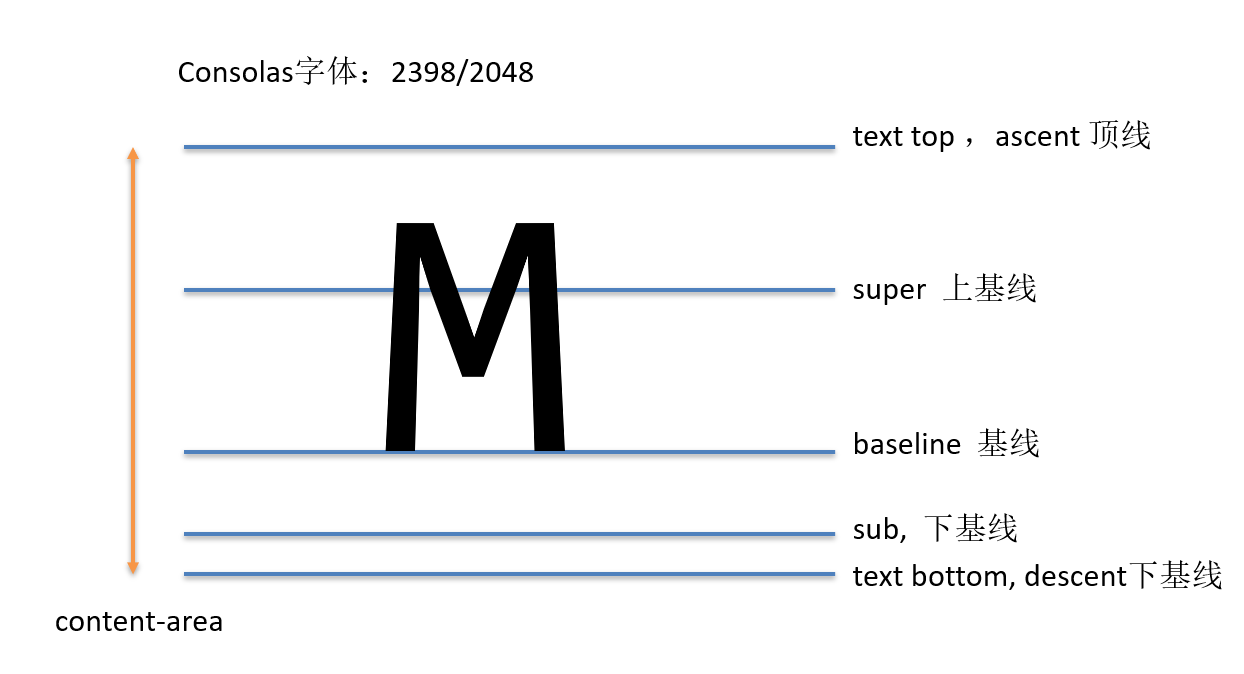 Consolas字体：2398/2048
text top ，ascent 顶线
M
super 上基线
baseline 基线
sub, 下基线
text bottom, descent下基线
content-area